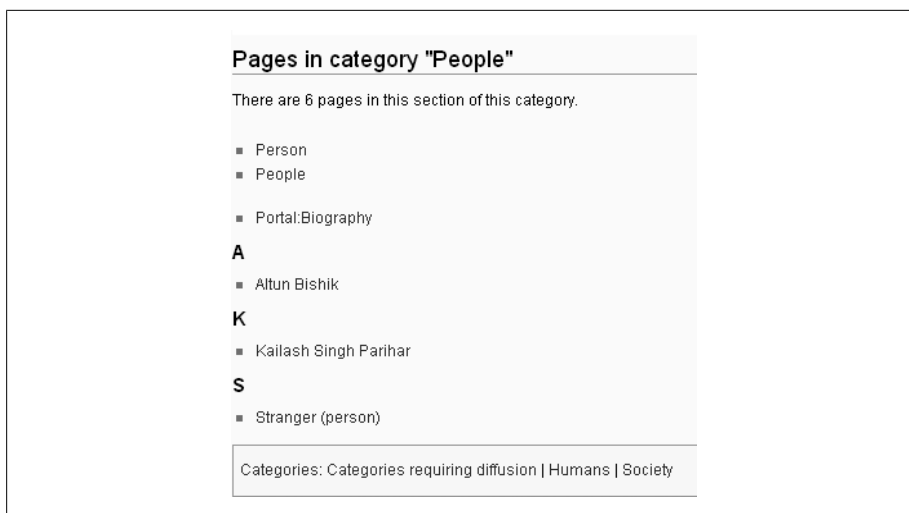 Pages in category "People"
There are 6 pages in this section of this category.
Person
People
Portal:Biography
A
Altun Bishik
K
Kailash Singh Parihar
S
Stranger (person)
Categories: Categories requiring diffusion | Humans | Society